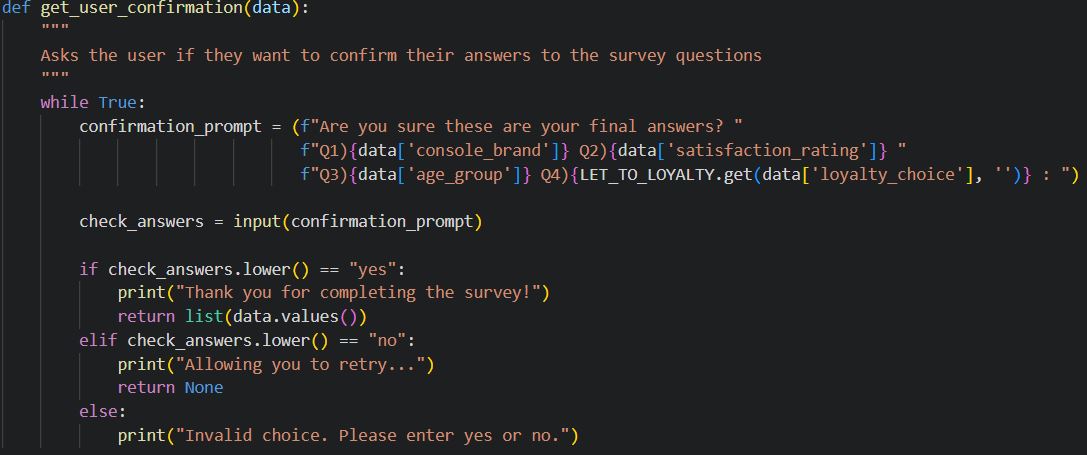 def get_user_confirmation(data):
    """
    Asks the user if they want to confirm their answers to the survey questions
    """
    while True:
        confirmation_prompt = (f"Are you sure these are your final answers? "
                               f"Q1){data['console_brand']} Q2){data['satisfaction_rating']} "
                               f"Q3){data['age_group']} Q4){LET_TO_LOYALTY.get(data['loyalty_choice'], '')} : ")

        check_answers = input(confirmation_prompt)

        if check_answers.lower() == "yes":
            print("Thank you for completing the survey!")
            return list(data.values())
        elif check_answers.lower() == "no":
            print("Allowing you to retry...")
            return None
        else:
            print("Invalid choice. Please enter yes or no.")